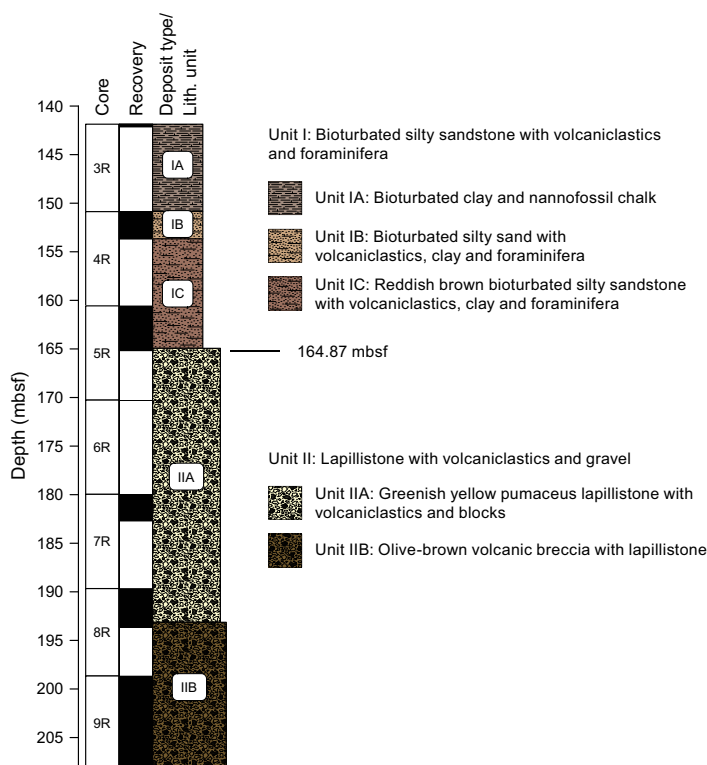 Core
Recovery
Deposit type/
Lith. unit
Depth (mbsf)
140
145
150
155
160
165
170
175
180
185
190
195
200
205
3R
4R
5R
6R
7R
8R
9R
IA
IB
IC
IIA
IIB
Unit I: Bioturbated silty sandstone with volcaniclastics
and foraminifera
Unit IA: Bioturbated clay and nannofossil chalk
Unit IB: Bioturbated silty sand with
volcaniclastics, clay and foraminifera
Unit IC: Reddish brown bioturbated silty sandstone
with volcaniclastics, clay and foraminifera
164.87 mbsf
Unit II: Lapillistone with volcaniclastics and gravel
Unit IIA: Greenish yellow pumaceus lapillistone with
volcaniclastics and blocks
Unit IIB: Olive-brown volcanic breccia with lapillistone